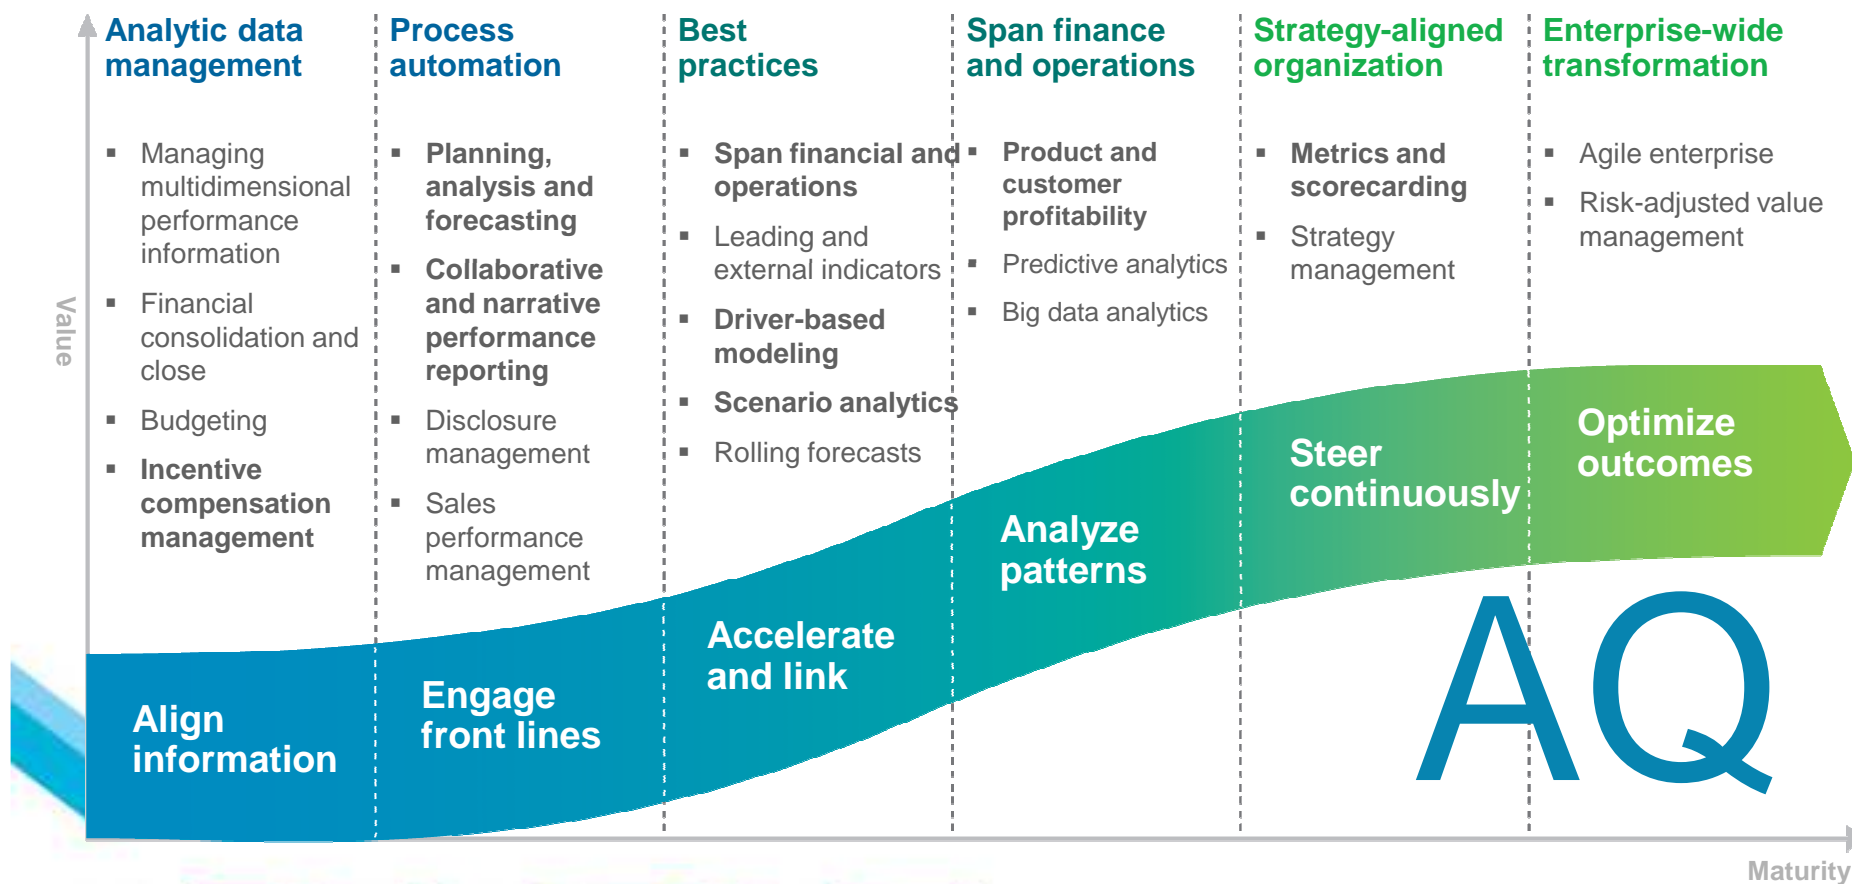 Analytic data
management
▪ Managing
multidimensional
performance
information
▪ Financial
consolidation and
close
▪ Budgeting
▪ Incentive
compensation
management
Process
automation
▪ Planning,
analysis and
forecasting
▪ Collaborative
and narrative
performance
reporting
▪ Disclosure
management
▪ Sales
performance
management
Best
practices
▪ Span financial and
operations
▪ Leading and
external indicators
▪ Driver-based
modeling
▪ Scenario analytics
▪ Rolling forecasts
Span finance
and operations
▪ Product and
customer
profitability
▪ Predictive analytics
▪ Big data analytics
Strategy-aligned
organization
▪ Metrics and
scorecarding
▪ Strategy
management
Enterprise-wide
transformation
▪ Agile enterprise
▪ Risk-adjusted value
management
Value
Align
information
Engage
front lines
Accelerate
and link
Analyze
patterns
Steer
continuously
Optimize
outcomes
AQ
Maturity